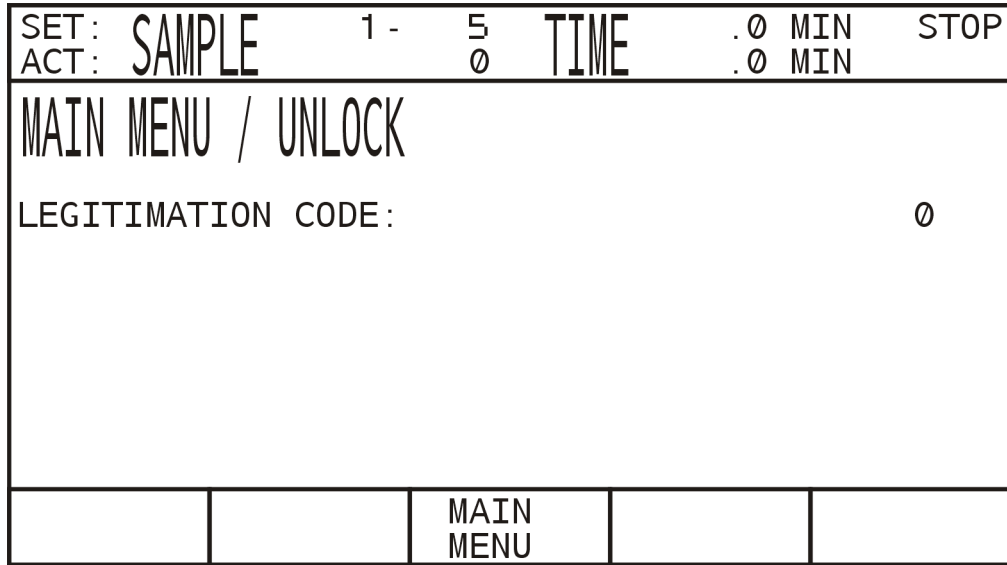 SET: SAMPLE 1- 5 TIME .0 MIN STOP
ACT: 0 .0 MIN
MAIN MENU / UNLOCK
LEGITIMATION CODE: 0
MAIN
MENU